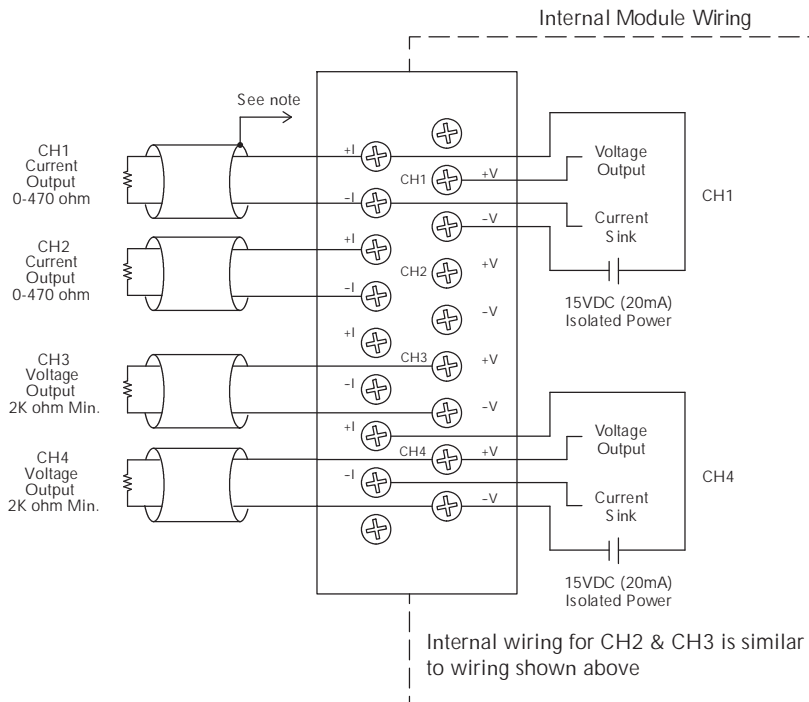 Internal Module Wiring
See note
CH1
Current
Output
0-470 ohm
CH2
Current
Output
0-470 ohm
CH3
Voltage
Output
2K ohm Min.
CH4
Voltage
Output
2K ohm Min.
+I
CH1
+V
–I
–V
+I
CH2
+V
–I
–V
+I
CH3
+V
–I
–V
+I
CH4
+V
–I
–V
Voltage
Output
Current
Sink
CH1
15VDC (20mA)
Isolated Power
Voltage
Output
Current
Sink
CH4
15VDC (20mA)
Isolated Power
Internal wiring for CH2 & CH3 is similar
to wiring shown above